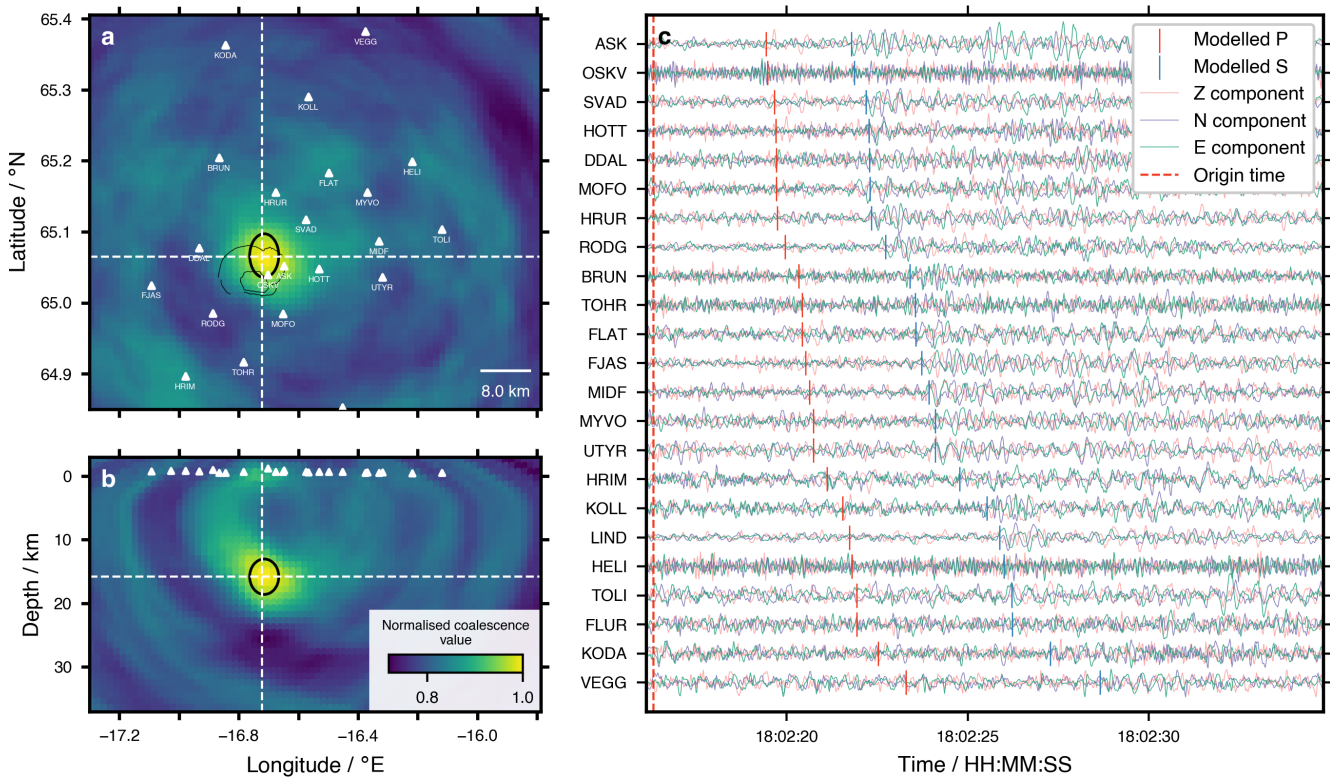 a
65.4
65.3
65.2
65.1
65.0
64.9
Latitude / °N
VEGG
KODA
KOLL
BRUN
HELI
FLAT
HRUR
MYVO
SVAD
TOLI
MIDF
DDAL
ASK
HOTT
OSKV
UTYR
FJAS
RODG
MOFO
TOHR
HRIM
8.0 km
b
0
10
20
30
Depth / km
Normalised coalescence
value
0.8
1.0
−17.2
−16.8
−16.4
−16.0
Longitude / °E
c
ASK
OSKV
SVAD
HOTT
DDAL
MOFO
HRUR
RODG
BRUN
TOHR
FLAT
FJAS
MIDF
MYVO
UTYR
HRIM
KOLL
LIND
HELI
TOLI
FLUR
KODA
VEGG
Modelled P
Modelled S
Z component
N component
E component
Origin time
18:02:20
18:02:25
18:02:30
Time / HH:MM:SS